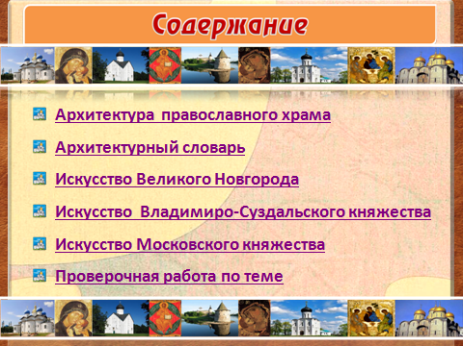 Содержание
Архитектура православного храма
Архитектурный словарь
Искусство Великого Новгорода
Искусство Владимиро-Суздальского княжества
Искусство Московского княжества
Проверочная работа по теме